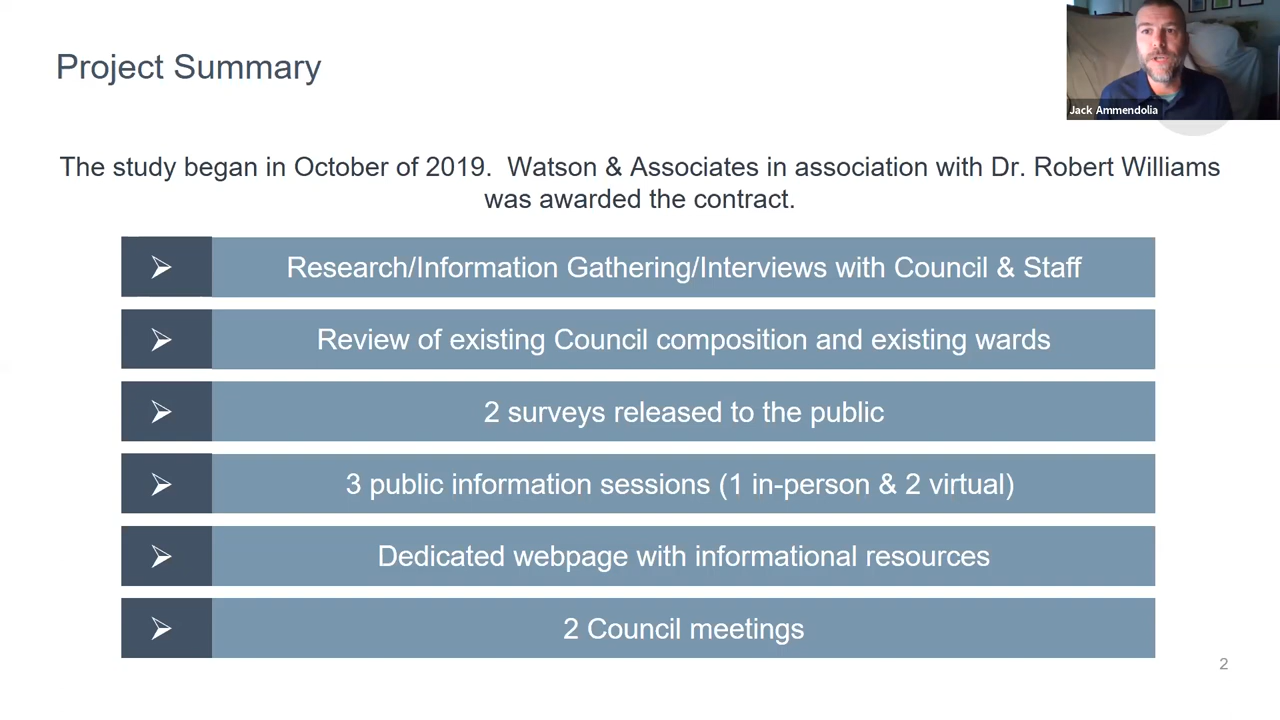 Project Summary
Jack Ammendolia
The study began in October of 2019.  Watson & Associates in association with Dr. Robert Williams
was awarded the contract.
Research/Information Gathering/Interviews with Council & Staff
Review of existing Council composition and existing wards
2 surveys released to the public
3 public information sessions (1 in-person & 2 virtual)
Dedicated webpage with informational resources
2 Council meetings
2